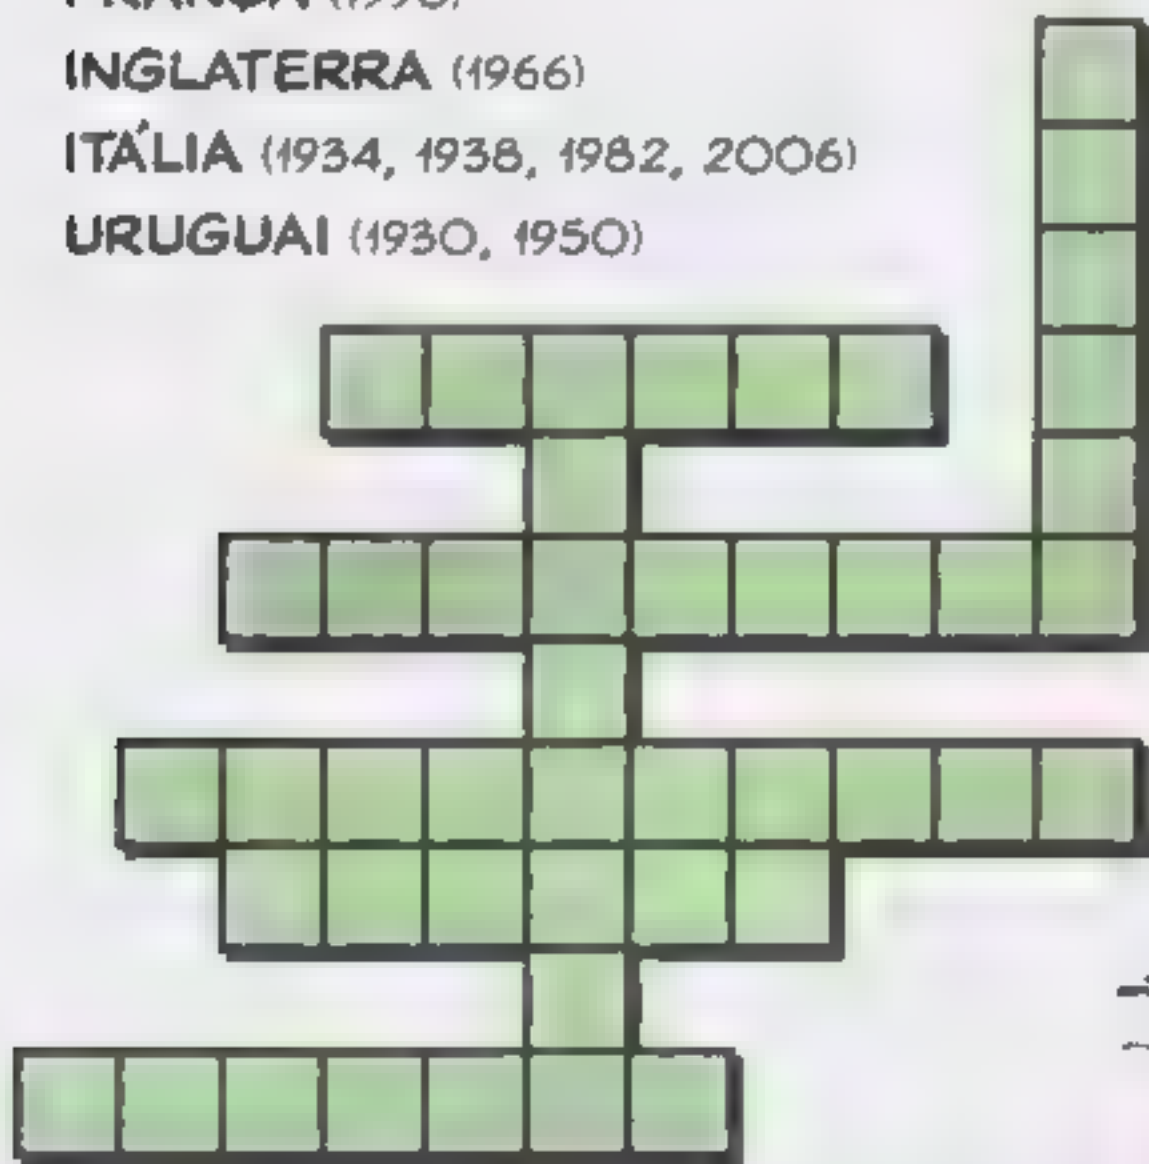 INGLATERRA (1966)
ITÁLIA (1934, 1938, 1982, 2006)
URUGUAI (1930, 1950)